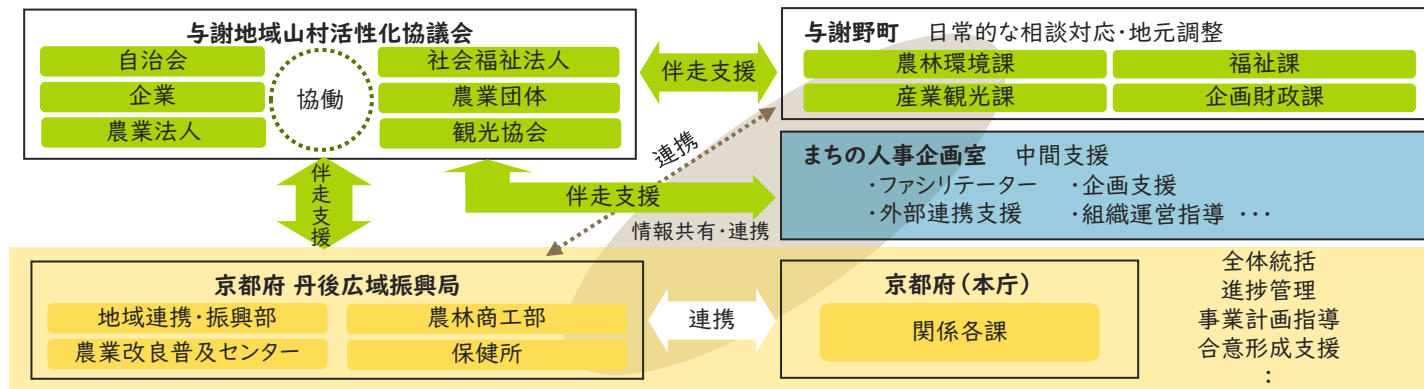 与謝地域山村活性化協議会
自治会
企業
農業法人
協働
社会福祉法人
農業団体
観光協会
伴走支援
与謝野町 日常的な相談対応・地元調整
農林環境課
福祉課
産業観光課
企画財政課
連携
まちの人事企画室 中間支援
・ファシリテーター ・企画支援
・外部連携支援 ・組織運営指導 …
伴走支援
伴走支援
情報共有・連携
京都府 丹後広域振興局
地域連携・振興部
農林商工部
農業改良普及センター
保健所
連携
京都府（本庁）
関係各課
全体統括
進捗管理
事業計画指導
合意形成支援
：